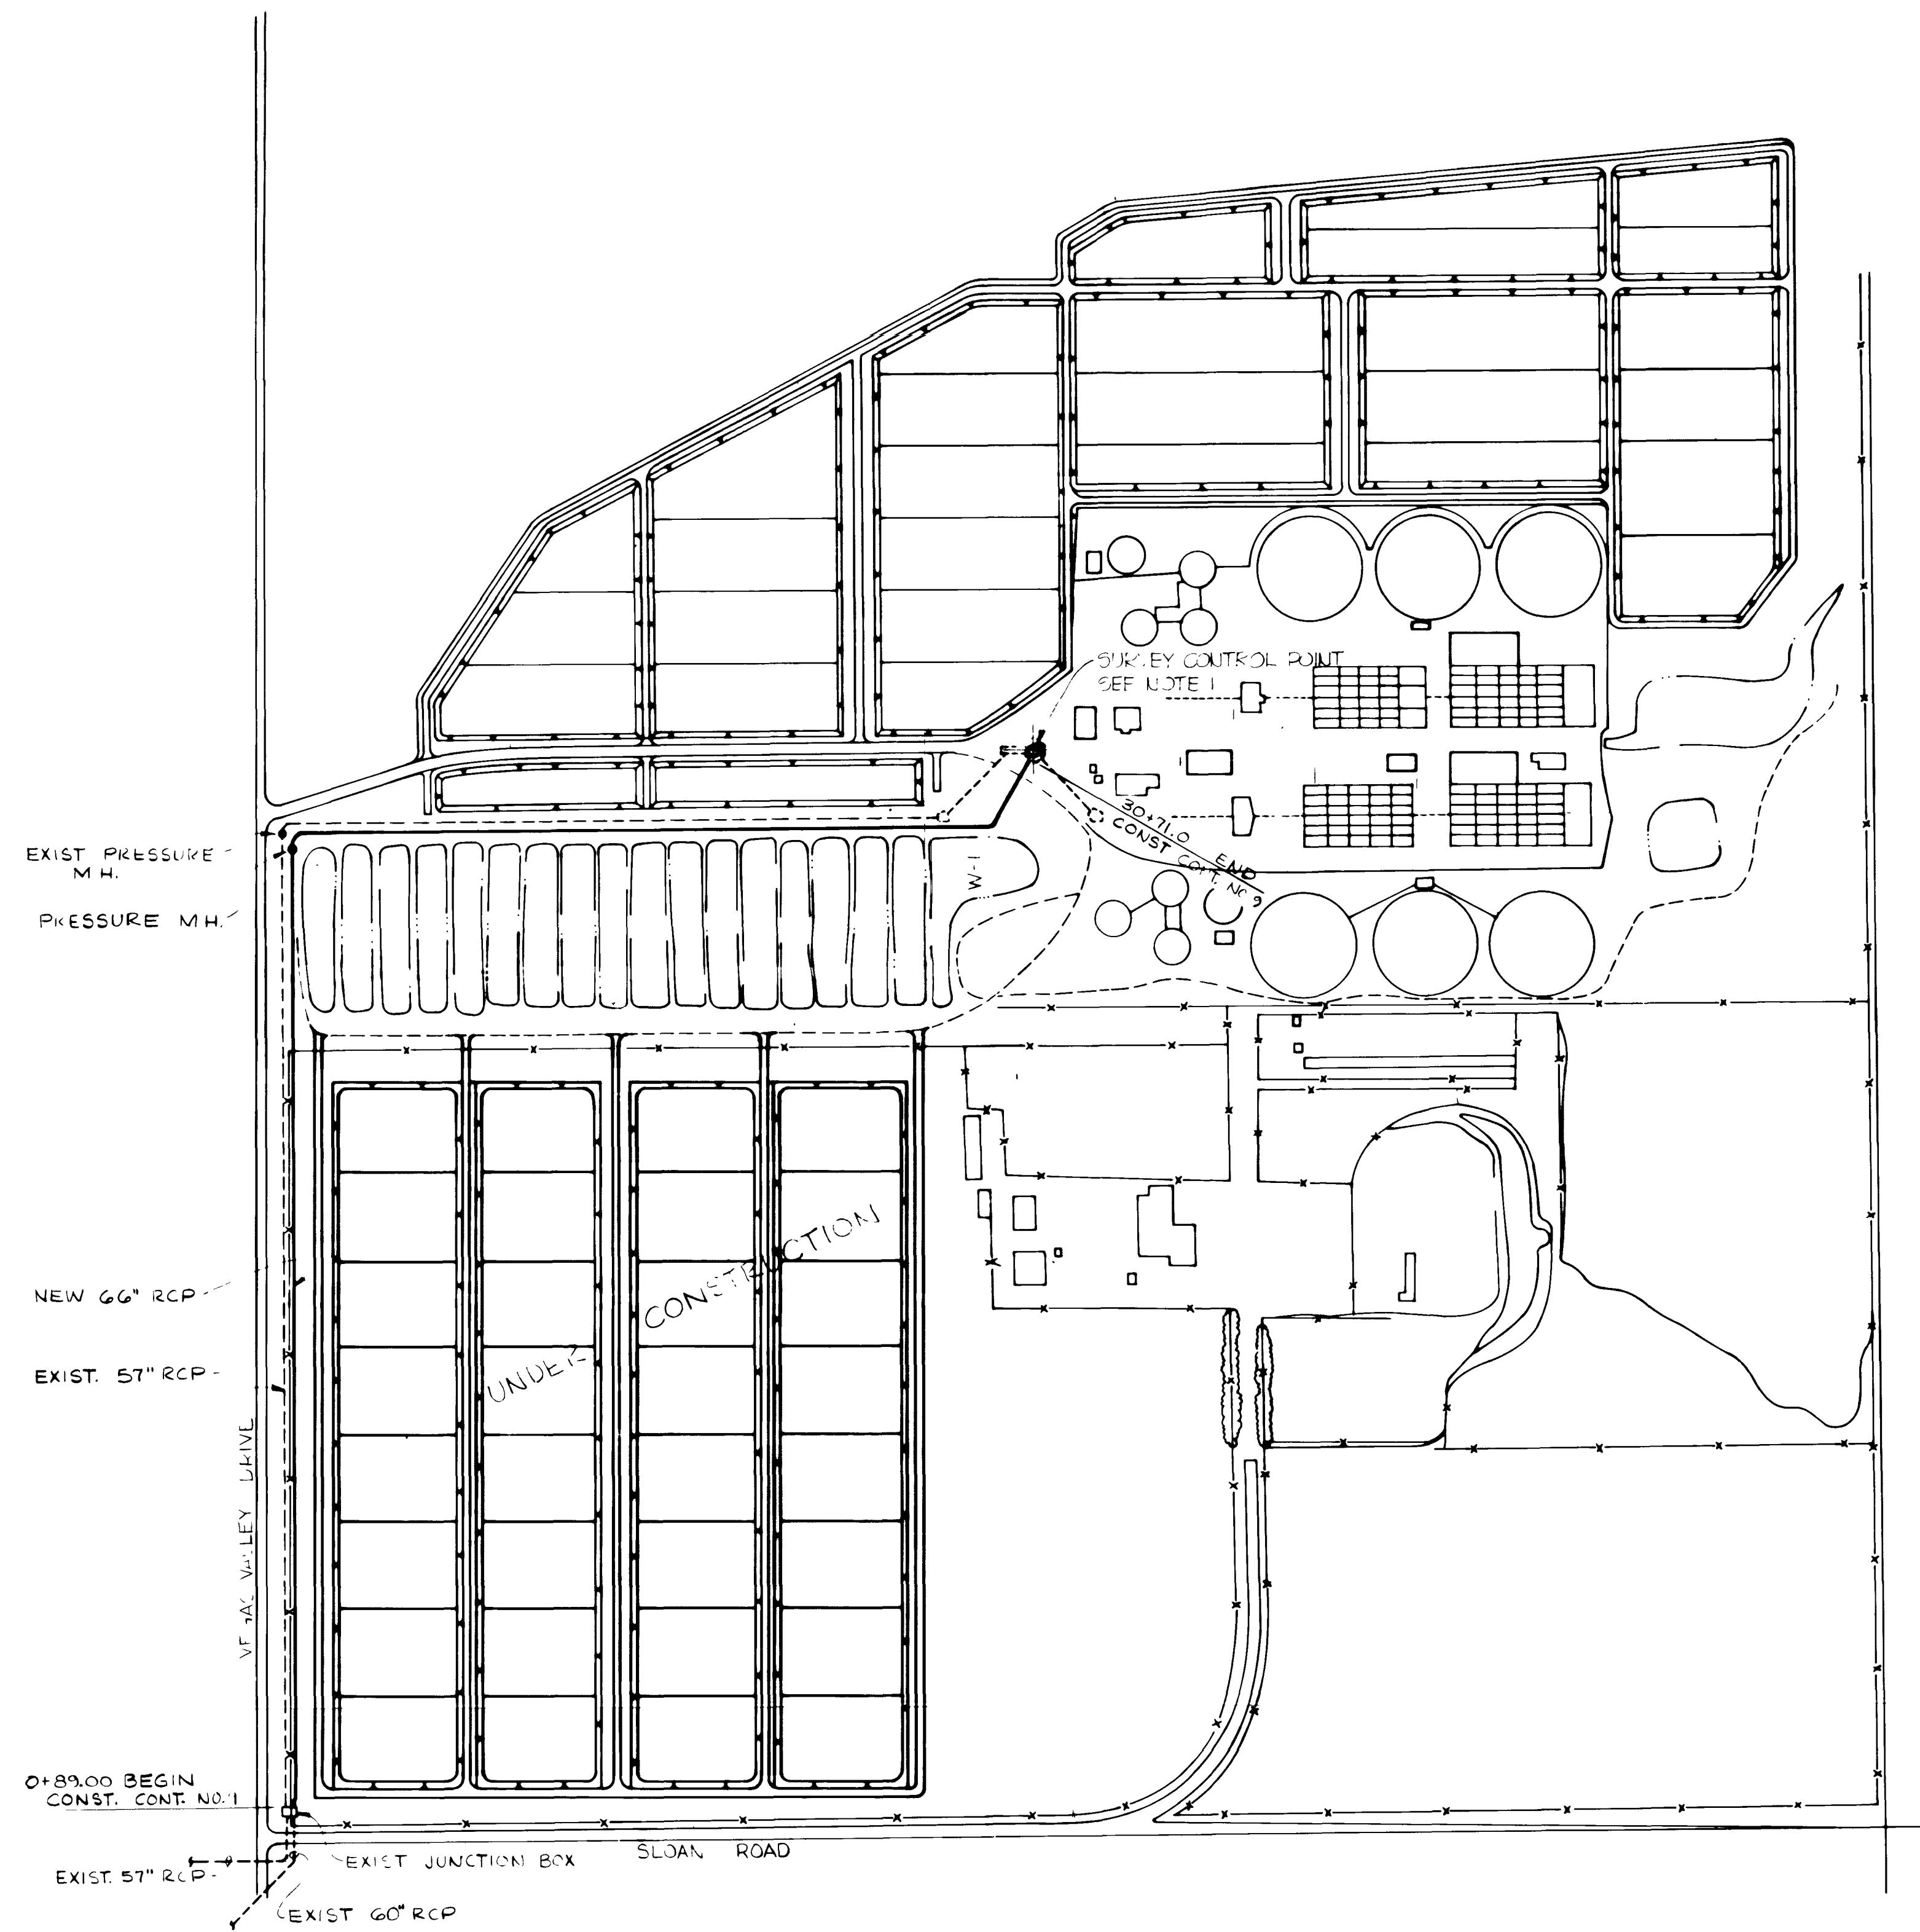 SURVEY CONTROL POINT
SEE NOTE 1
30+71.0 END
CONST CONT. NO 9
W-1
EXIST PRESSURE
M H.
PRESSURE M H.
NEW 66" RCP
EXIST. 57" RCP
UNDER CONSTRUCTION
VALLEY DRIVE
0+89.00 BEGIN
CONST. CONT. NO.
EXIST. 57" RCP
EXIST JUNCTION BOX
SLOAN ROAD
EXIST 60" RCP